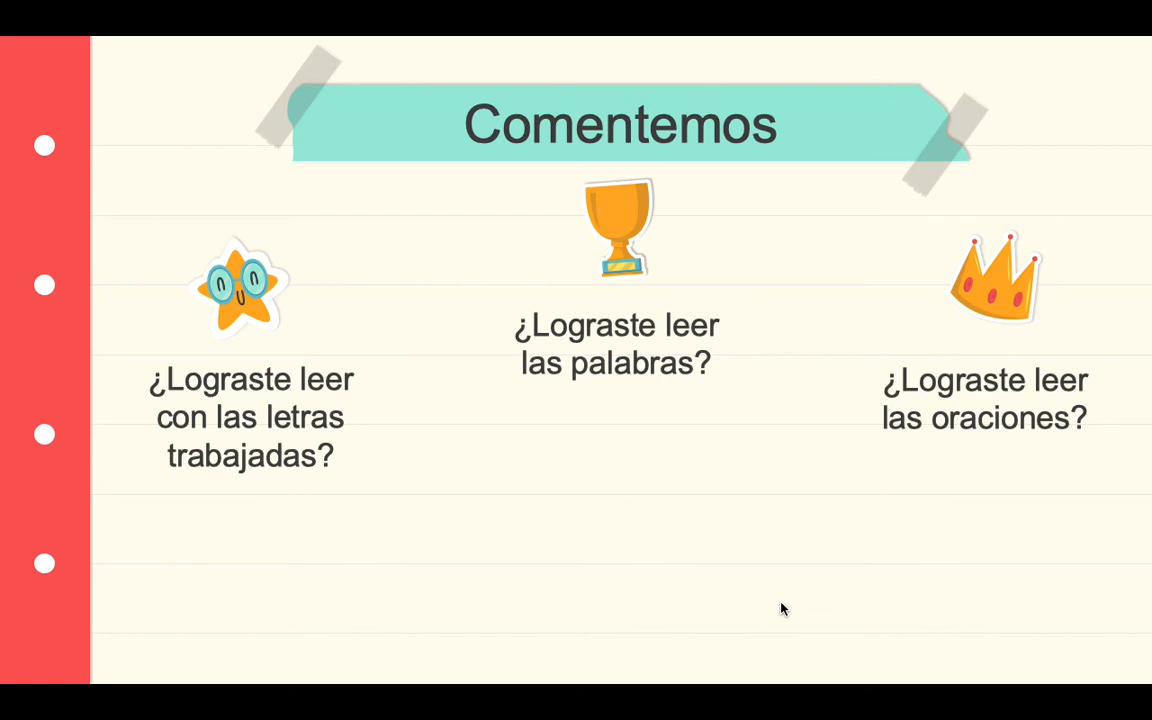 Comentemos
¿Lograste leer
con las letras
trabajadas?
¿Lograste leer
las palabras?
¿Lograste leer
las oraciones?